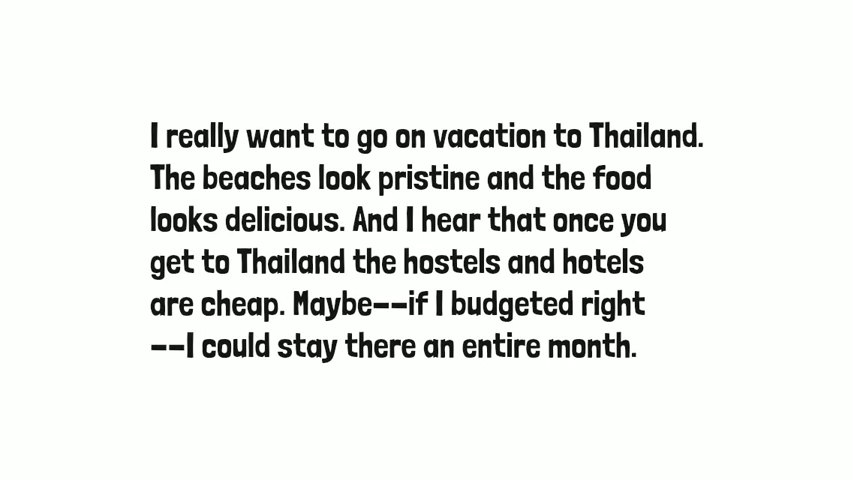 I really want to go on vacation to Thailand.
The beaches look pristine and the food
looks delicious. And I hear that once you
get to Thailand the hostels and hotels
are cheap. Maybe--if I budgeted right
--I could stay there an entire month.